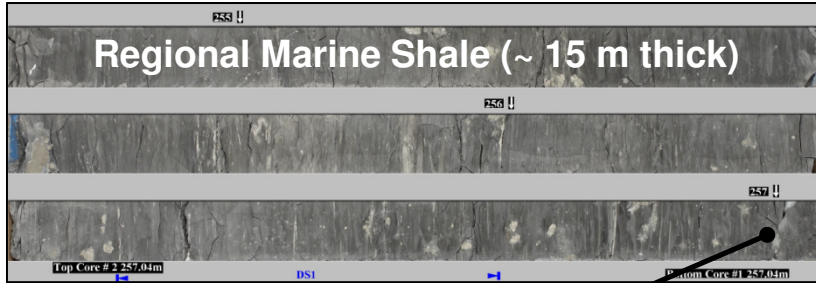 255
Regional Marine Shale (~ 15 m thick)
256
257
Top Core # 2 257.04m
DS1
Bottom Core #1 257.04m